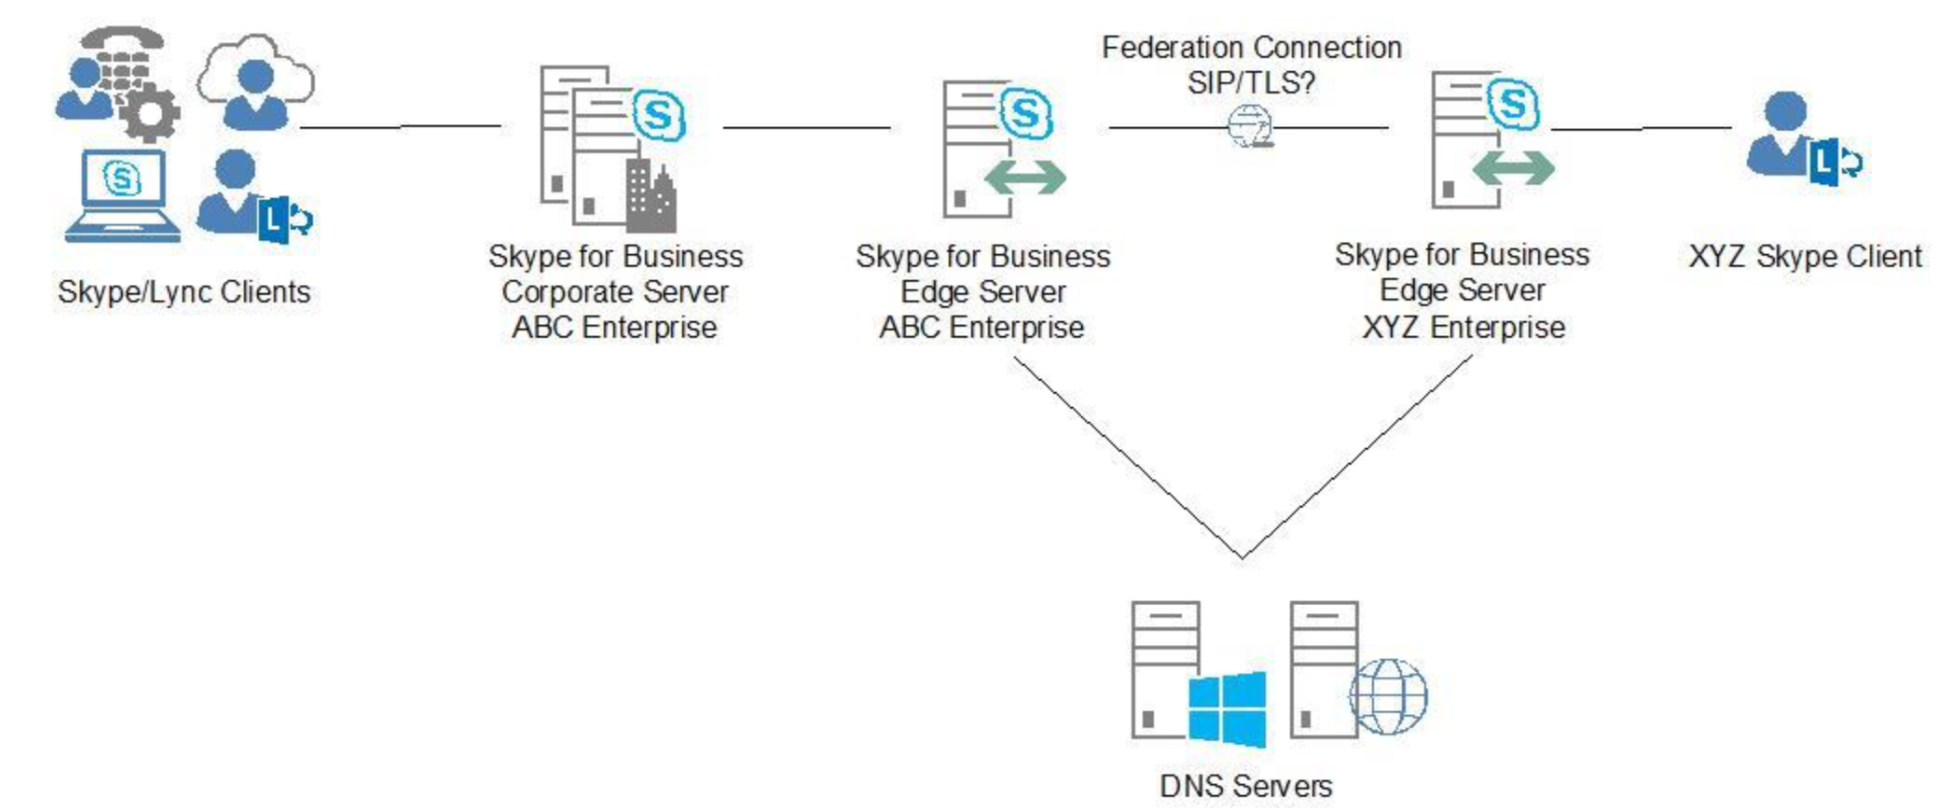 Federation Connection
SIP/TLS?
Skype/Lync Clients
Skype for Business
Corporate Server
ABC Enterprise
Skype for Business
Edge Server
ABC Enterprise
Skype for Business
Edge Server
XYZ Enterprise
XYZ Skype Client
DNS Servers